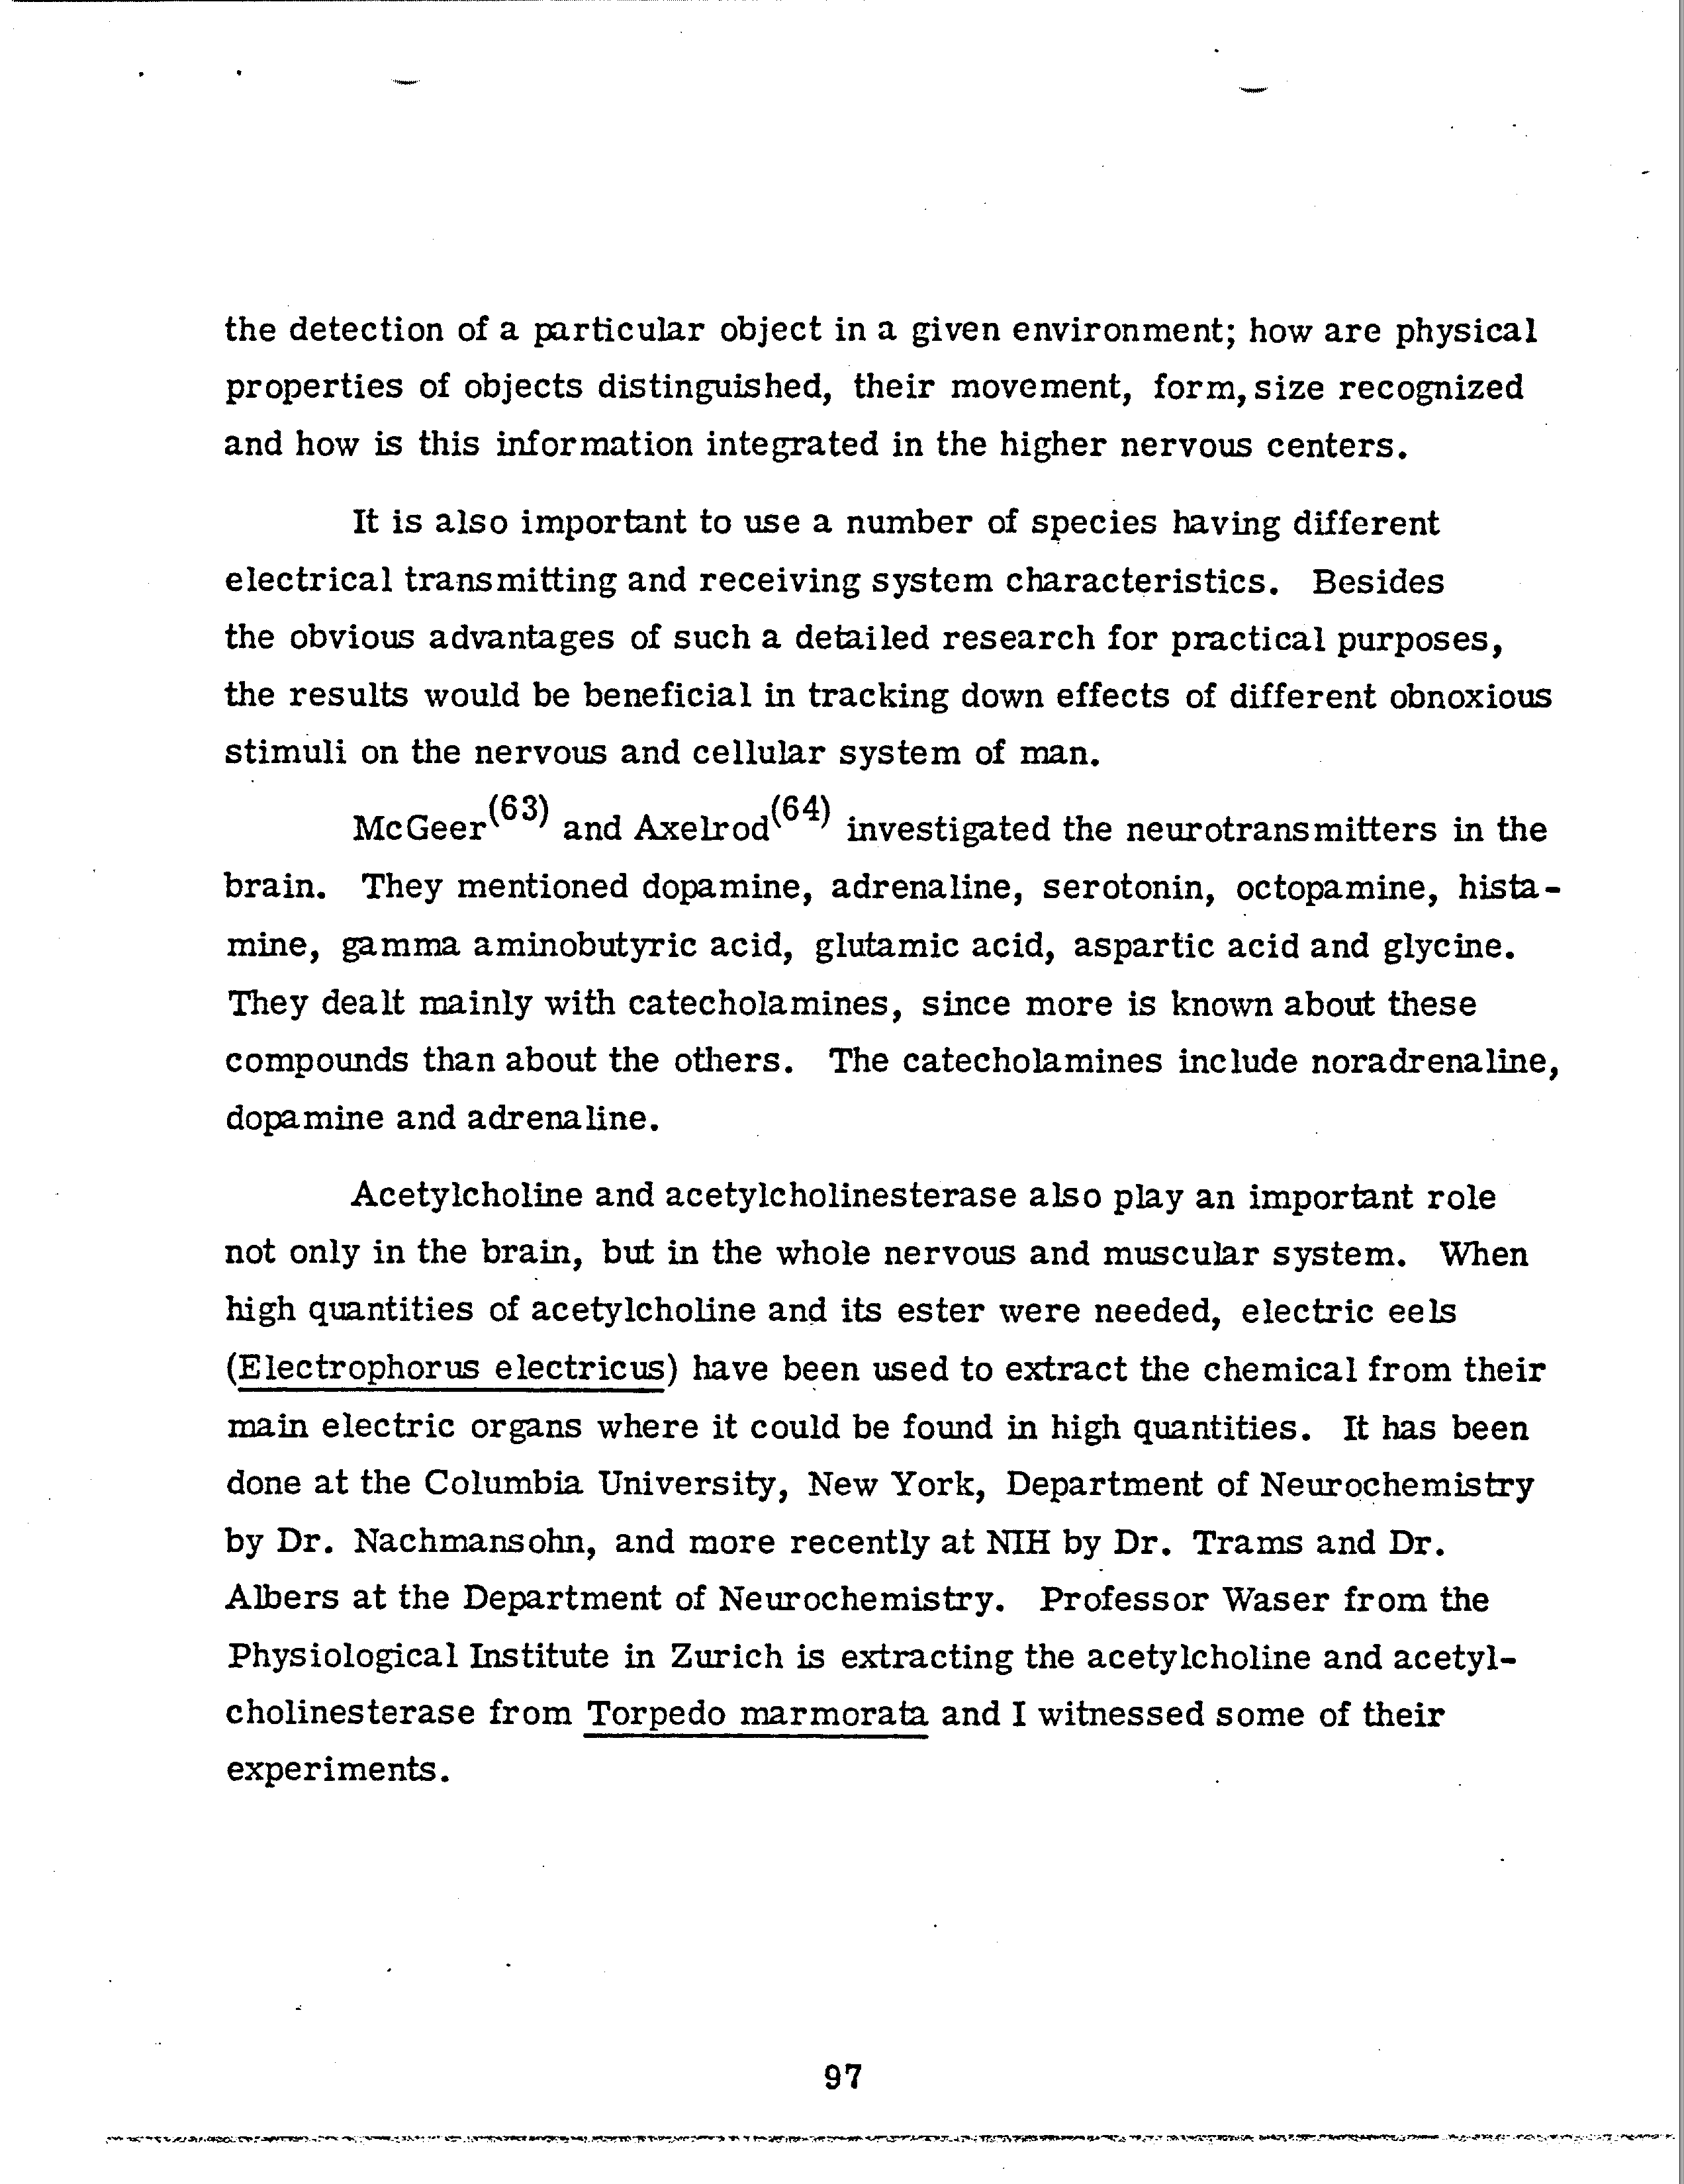 the detection of a particular object in a given environment; how are physical
properties of objects distinguished, their movement, form, size recognized
and how is this information integrated in the higher nervous centers.
It is also important to use a number of species having different
electrical transmitting and receiving system characteristics. Besides
the obvious advantages of such a detailed research for practical purposes,
the results would be beneficial in tracking down effects of different obnoxious
stimuli on the nervous and cellular system of man.
McGeer(63) and Axelrod(64) investigated the neurotransmitters in the
brain. They mentioned dopamine, adrenaline, serotonin, octopamine, hista-
mine, gamma aminobutyric acid, glutamic acid, aspartic acid and glycine.
They dealt mainly with catecholamines, since more is known about these
compounds than about the others. The catecholamines include noradrenaline,
dopamine and adrenaline.
Acetylcholine and acetylcholinesterase also play an important role
not only in the brain, but in the whole nervous and muscular system. When
high quantities of acetylcholine and its ester were needed, electric eels
(Electrophorus electricus) have been used to extract the chemical from their
main electric organs where it could be found in high quantities. It has been
done at the Columbia University, New York, Department of Neurochemistry
by Dr. Nachmansohn, and more recently at NIH by Dr. Trams and Dr.
Albers at the Department of Neurochemistry. Professor Waser from the
Physiological Institute in Zurich is extracting the acetylcholine and acetyl-
cholinesterase from Torpedo marmorata and I witnessed some of their
experiments.
97